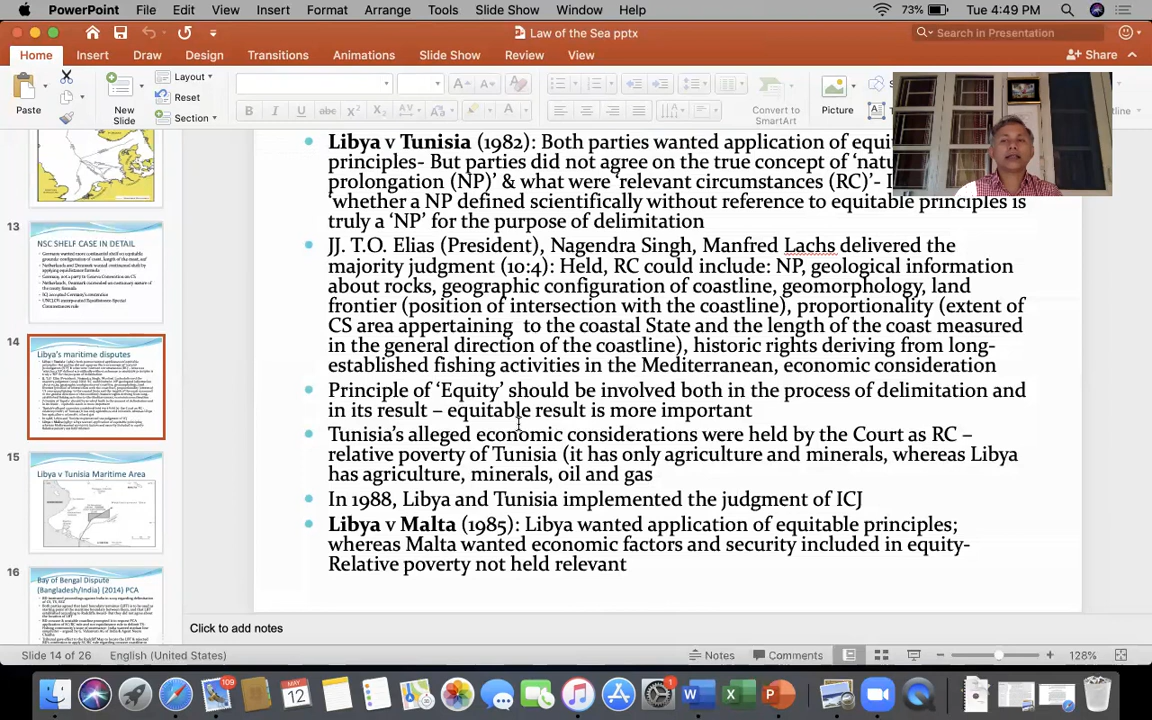 PowerPoint File Edit View Insert Format Arrange Tools Slide Show Window Help 73% Tue 4:49 PM
Law of the Sea pptx
Search in Presentation
Home Insert Draw Design Transitions Animations Slide Show Review View Share
Paste
New
Slide
Layout
Reset
Section
B I U abc X² X₂ AV Aa A
Convert to
SmartArt
Picture
13
NSC SHELF CASE IN DETAIL
14
Libya's maritime disputes
15
Libya v Tunisia Maritime Area
16
Bay of Bengal Dispute
(Bangladesh/India) (2014) PCA
Libya v Tunisia (1982): Both parties wanted application of
principles- But parties did not agree on the true concept of
prolongation (NP)' & what were 'relevant circumstances (RC)'-
'whether a NP defined scientifically without reference to equitable principles is
truly a 'NP' for the purpose of delimitation
JJ. T.O. Elias (President), Nagendra Singh, Manfred Lachs delivered the
majority judgment (10:4): Held, RC could include: NP, geological information
about rocks, geographic configuration of coastline, geomorphology, land
frontier (position of intersection with the coastline), proportionality (extent of
CS area appertaining to the coastal State and the length of the coast measured
in the general direction of the coastline), historic rights deriving from long-
established fishing activities in the Mediterranean, economic consideration
Principle of 'Equity' should be involved both in the process of delimitation and
in its result – equitable result is more important
Tunisia's alleged economic considerations were held by the Court as RC –
relative poverty of Tunisia (it has only agriculture and minerals, whereas Libya
has agriculture, minerals, oil and gas
In 1988, Libya and Tunisia implemented the judgment of ICJ
Libya v Malta (1985): Libya wanted application of equitable principles;
whereas Malta wanted economic factors and security included in equity-
Relative poverty not held relevant
Click to add notes
Slide 14 of 26 English (United States) Notes Comments 128%
109
MAY
12
1
W X P